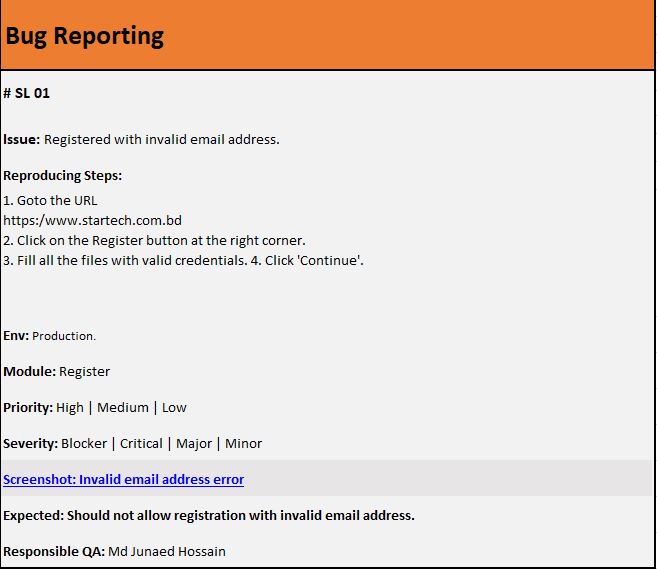 Bug Reporting
# SL 01
Issue: Registered with invalid email address.
Reproducing Steps:
1. Goto the URL
https:/www.startech.com.bd
2. Click on the Register button at the right corner.
3. Fill all the files with valid credentials. 4. Click 'Continue'.
Env: Production.
Module: Register
Priority: High | Medium | Low
Severity: Blocker | Critical | Major | Minor
Screenshot: Invalid email address error
Expected: Should not allow registration with invalid email address.
Responsible QA: Md Junaed Hossain